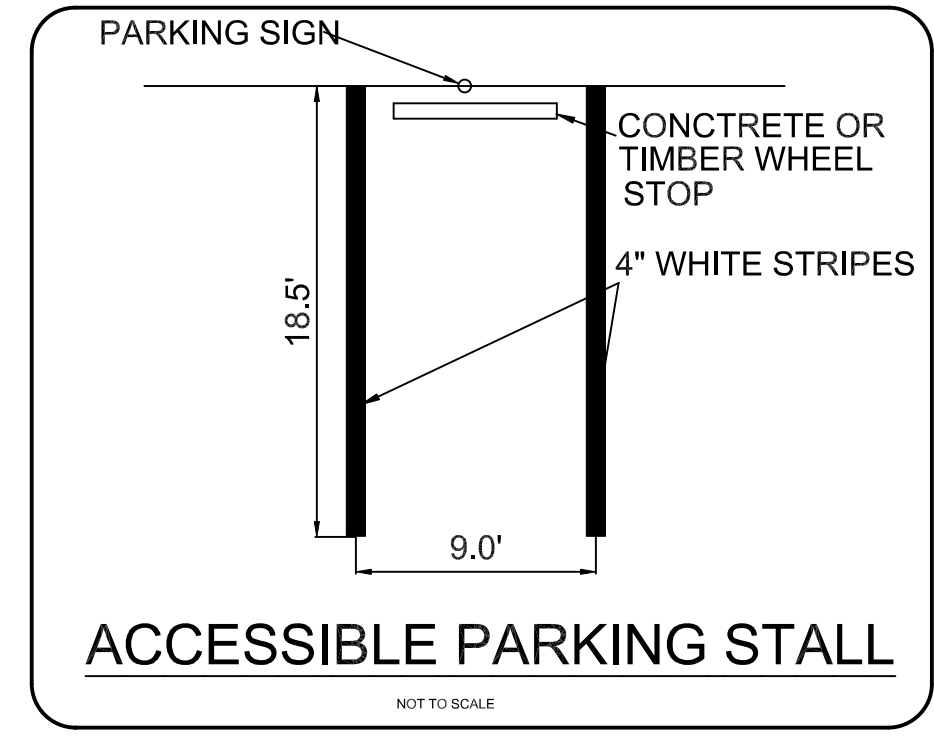 PARKING SIGN
CONCTRETE OR
TIMBER WHEEL
STOP
4" WHITE STRIPES
18.5'
9.0'
ACCESSIBLE PARKING STALL
NOT TO SCALE